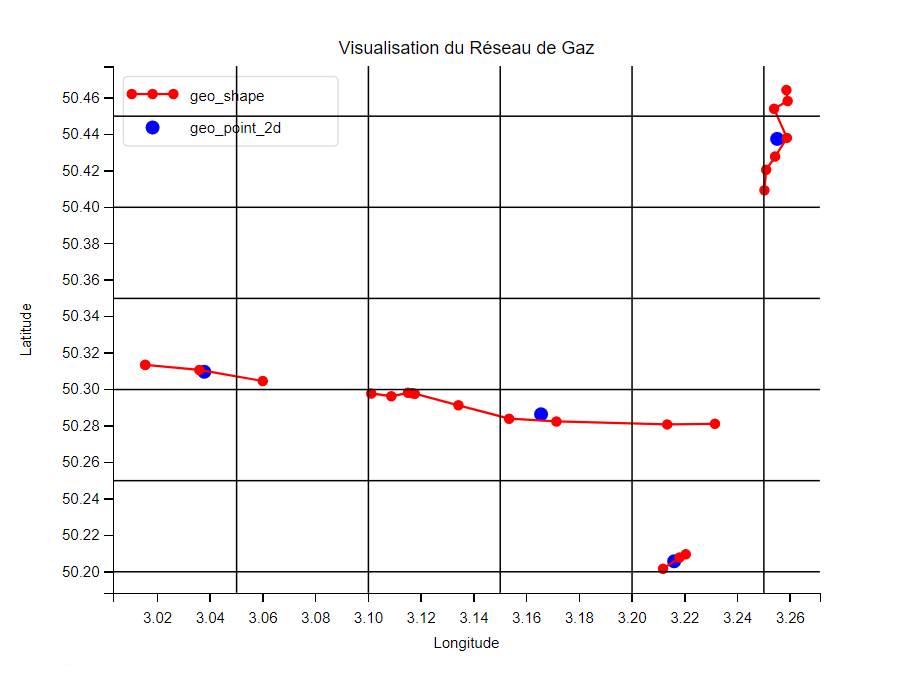 Visualisation du Réseau de Gaz
geo_shape
geo_point_2d
50.46
50.44
50.42
50.40
50.38
50.36
50.34
50.32
50.30
50.28
50.26
50.24
50.22
50.20
Latitude
3.02 3.04 3.06 3.08 3.10 3.12 3.14 3.16 3.18 3.20 3.22 3.24 3.26
Longitude